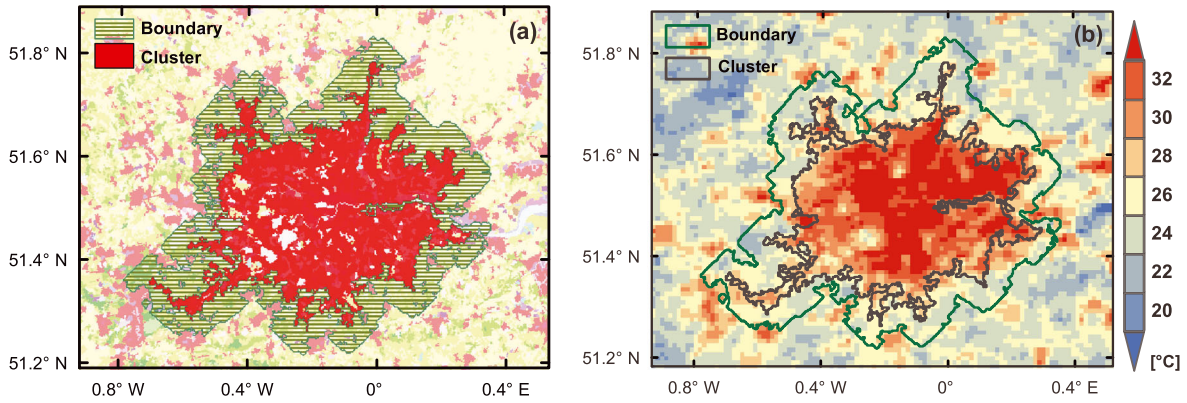 (a)
Boundary
Cluster
51.8° N
51.6° N
51.4° N
51.2° N
0.8° W
0.4° W
0°
0.4° E
(b)
Boundary
Cluster
51.8° N
51.6° N
51.4° N
51.2° N
0.8° W
0.4° W
0°
0.4° E
32
30
28
26
24
22
20
[°C]